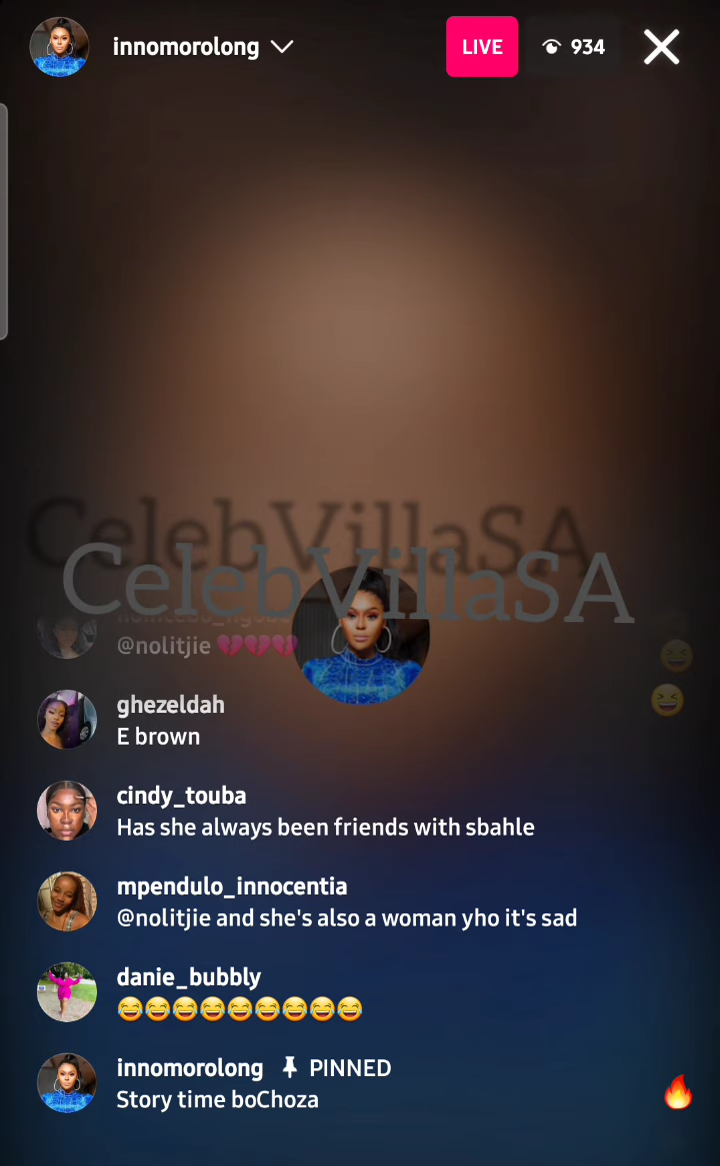 innomorolong
LIVE
934
CelebVillaSA
CelebVillaSA
@nolitjie 💔💔💔
ghezeldah
E brown
cindy_touba
Has she always been friends with sbahle
mpendulo_innocentia
@nolitjie and she's also a woman yho it's sad
danie_bubbly
😂😂😂😂😂😂😂😂😂
innomorolong PINNED
Story time boChoza